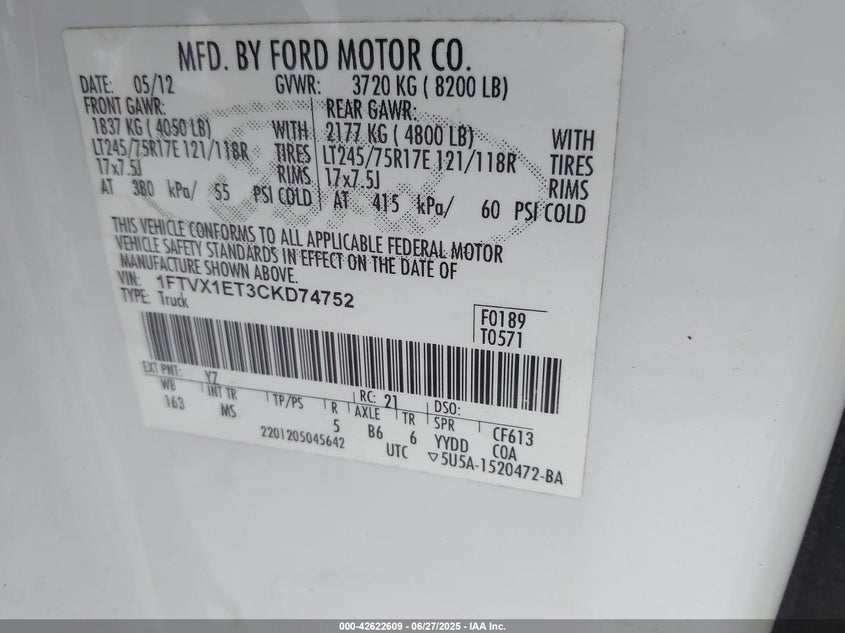 MFD. BY FORD MOTOR CO.
DATE: 05/12 GVWR: 3720 KG ( 8200 LB)
FRONT GAWR: REAR GAWR:
1837 KG ( 4050 LB) WITH 2177 KG ( 4800 LB) WITH
LT245/75R17E 121/118R TIRES LT245/75R17E 121/118R TIRES
17x7.5J RIMS 17x7.5J RIMS
AT 380 kPa/ 55 PSI COLD AT 415 kPa/ 60 PSI COLD
THIS VEHICLE CONFORMS TO ALL APPLICABLE FEDERAL MOTOR
VEHICLE SAFETY STANDARDS IN EFFECT ON THE DATE OF
MANUFACTURE SHOWN ABOVE.
VIN: 1FTVX1ET3CKD74752
TYPE: Truck
F0189
T0571
EXT PNT: YZ RC: 21 DSO:
WB INT TR TP/PS R AXLE TR SPR CF613
163 MS 5 B6 6 YYDD COA
2201205045642 UTC ▽5U5A-1520472-BA
000-42622609 - 06/27/2025 - IAA Inc.